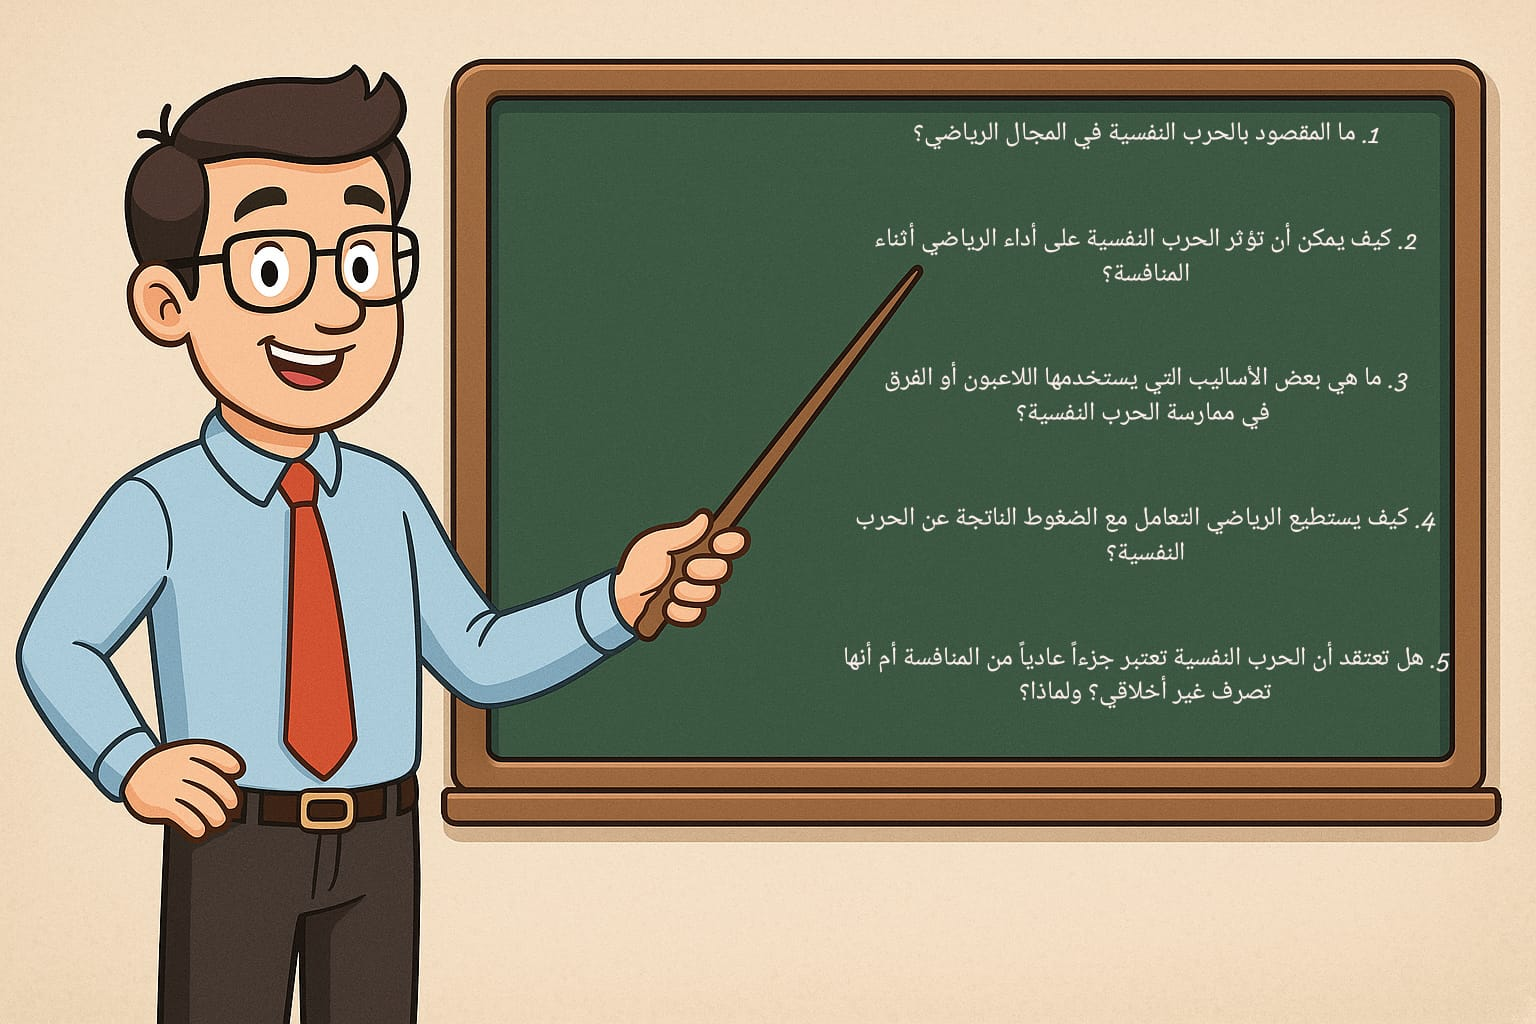 1. ما المقصود بالحرب النفسية في المجال الرياضي؟
2. كيف يمكن أن تؤثر الحرب النفسية على أداء الرياضي أثناء
المنافسة؟
3. ما هي بعض الأساليب التي يستخدمها اللاعبون أو الفرق
في ممارسة الحرب النفسية؟
4. كيف يستطيع الرياضي التعامل مع الضغوط الناتجة عن الحرب
النفسية؟
5. هل تعتقد أن الحرب النفسية تعتبر جزءاً عادياً من المنافسة أم أنها
تصرف غير أخلاقي؟ ولماذا؟